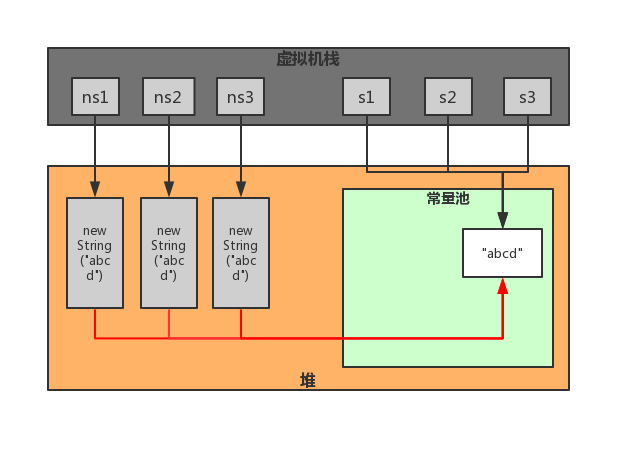 虚拟机栈
ns1
ns2
ns3
s1
s2
s3
new
String
("abc
d")
new
String
("abc
d")
new
String
("abc
d")
常量池
"abcd"
堆